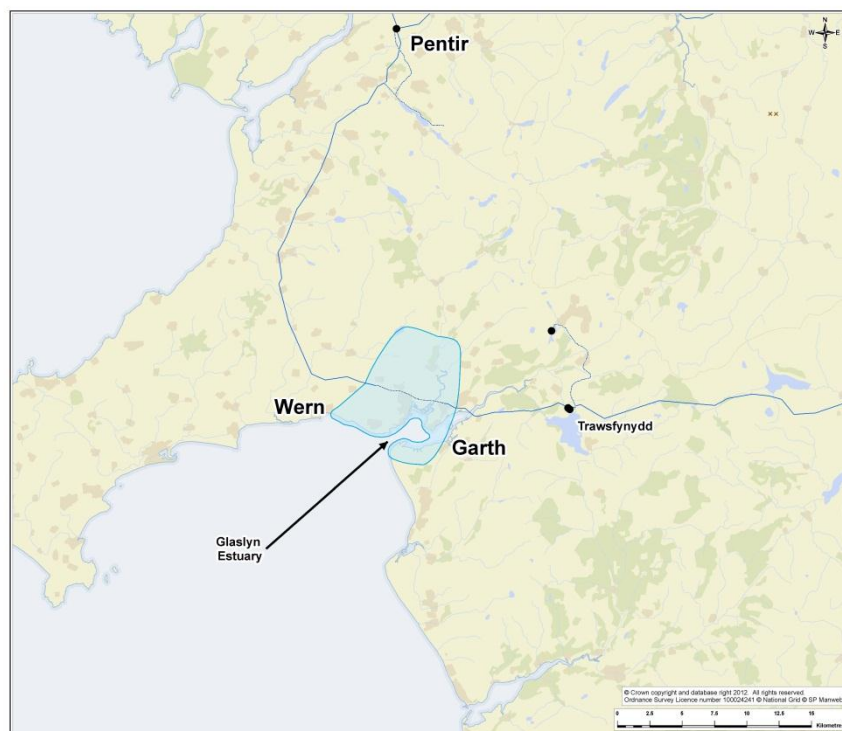 Pentir
N
W E
S
Wern
Garth
Trawsfynydd
Glaslyn
Estuary
© Crown copyright and database right 2012. All rights reserved.
Ordnance Survey Licence number 100024241 © National Grid © SP Manweb
0 2.5 5 7.5 10 12.5 15
Kilometre